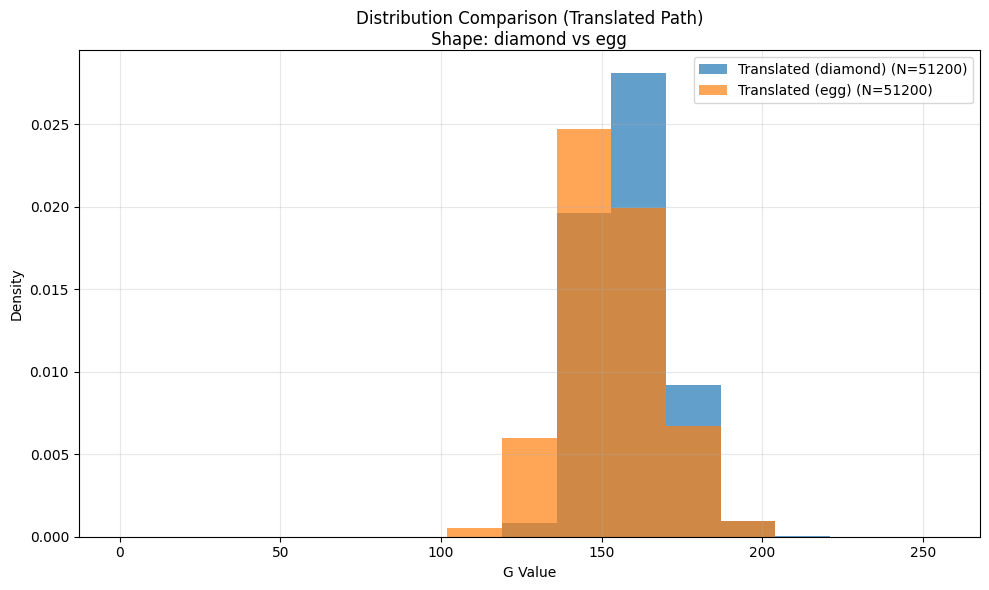 Distribution Comparison (Translated Path)
Shape: diamond vs egg
Translated (diamond) (N=51200)
Translated (egg) (N=51200)
0.025
0.020
0.015
0.010
0.005
0.000
Density
0 50 100 150 200 250
G Value